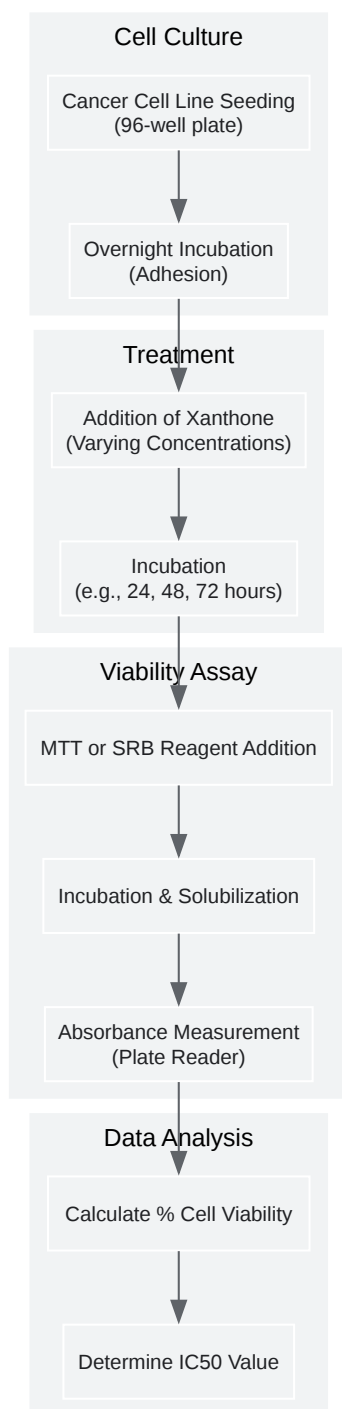 Cell Culture
Cancer Cell Line Seeding
(96-well plate)
Overnight Incubation
(Adhesion)
Treatment
Addition of Xanthone
(Varying Concentrations)
Incubation
(e.g., 24, 48, 72 hours)
Viability Assay
MTT or SRB Reagent Addition
Incubation & Solubilization
Absorbance Measurement
(Plate Reader)
Data Analysis
Calculate % Cell Viability
Determine IC50 Value